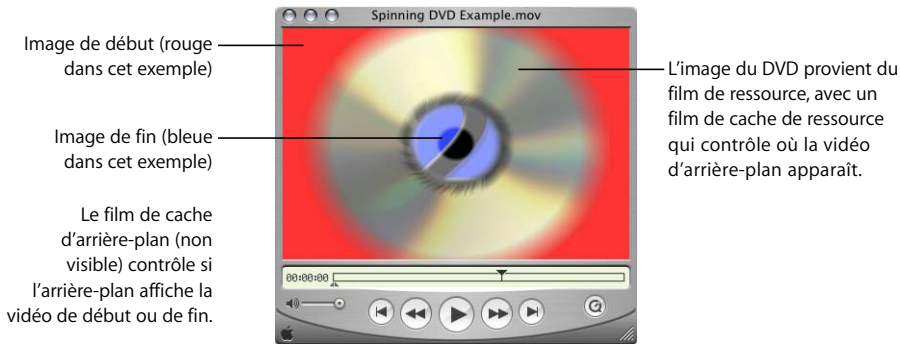 Spinning DVD Example.mov
Image de début (rouge
dans cet exemple)
Image de fin (bleue
dans cet exemple)
Le film de cache
d'arrière-plan (non
visible) contrôle si
l'arrière-plan affiche la
vidéo de début ou de fin.
L'image du DVD provient du
film de ressource, avec un
film de cache de ressource
qui contrôle où la vidéo
d'arrière-plan apparaît.
00:00:00